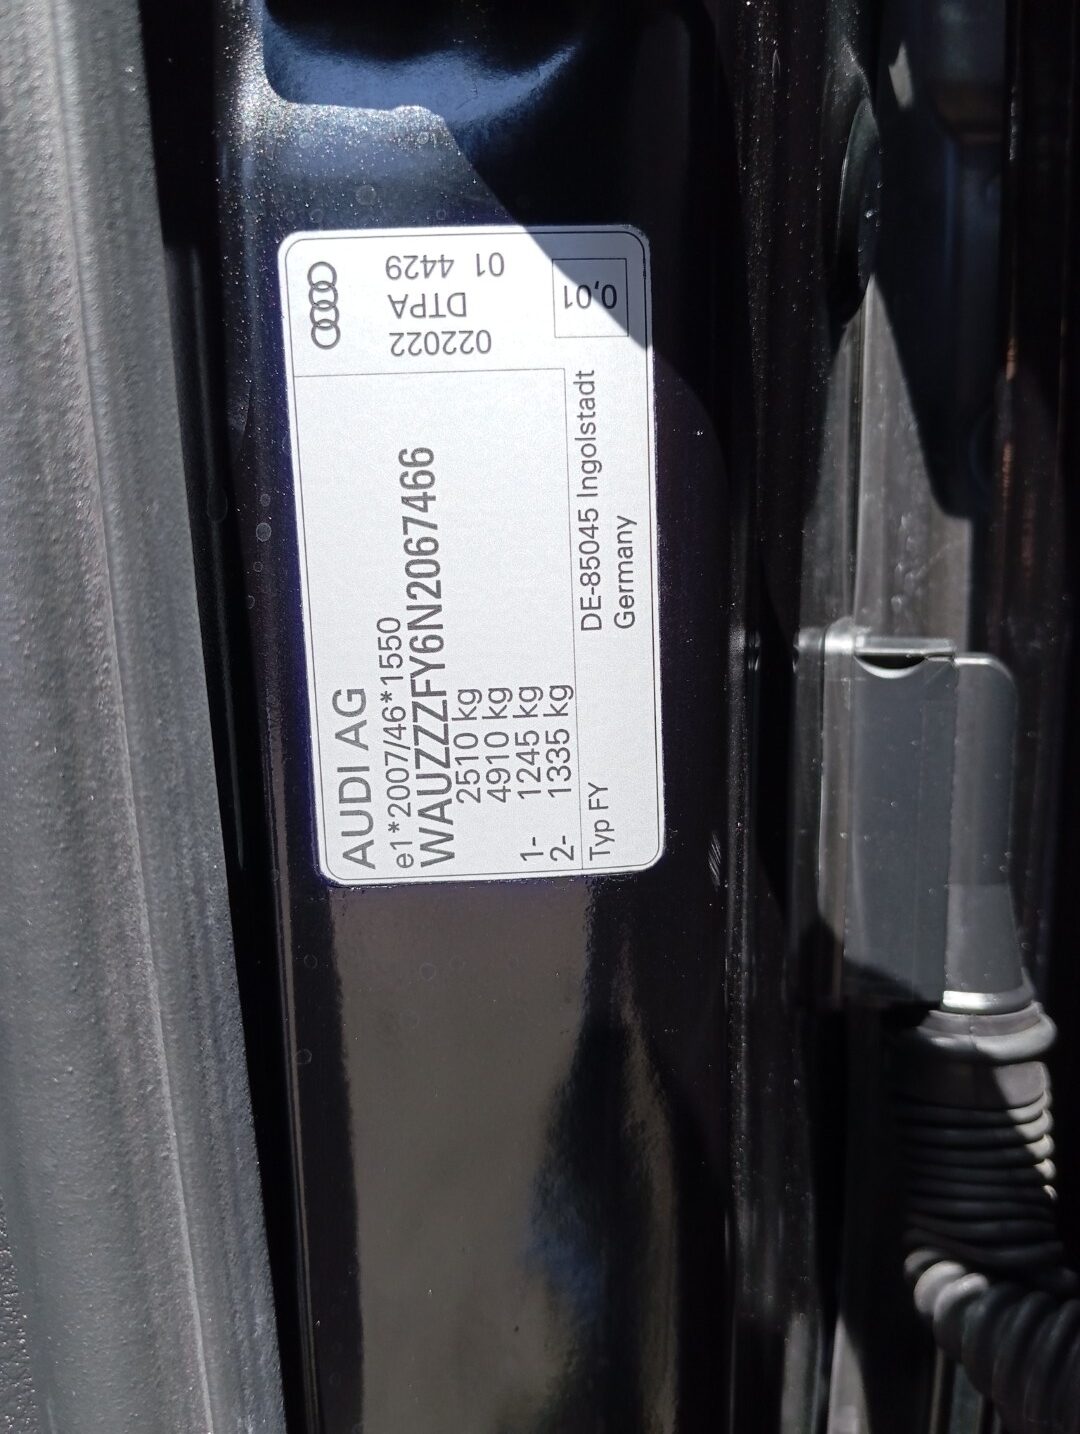 AUDI AG
e1*2007/46*1550
WAUZZZFY6N2067466
2510 kg
4910 kg
1- 1245 kg
2- 1335 kg
Typ FY
DE-85045 Ingolstadt
Germany
01 4429
DTPA
022022
0,01